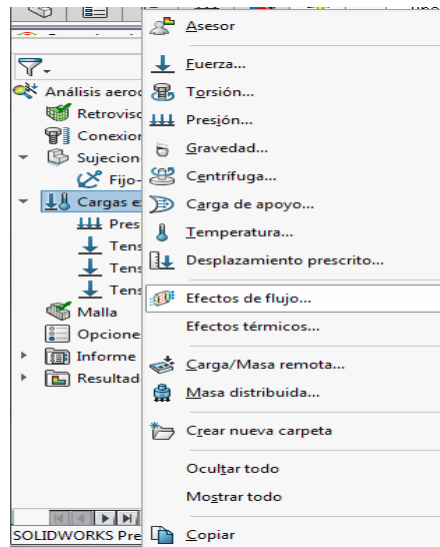 Asesor
Fuerza...
Torsión...
Presión...
Gravedad...
Centrífuga...
Carga de apoyo...
Temperatura...
Desplazamiento prescrito...
Efectos de flujo...
Efectos térmicos...
Carga/Masa remota...
Masa distribuida...
Crear nueva carpeta
Ocultar todo
Mostrar todo
Copiar
Análisis aeroc
Retroviso
Conexion
Sujecion
Fijo-
Cargas e
Pres
Tens
Tens
Tens
Malla
Opcione
Informe
Resultad
SOLIDWORKS Pre